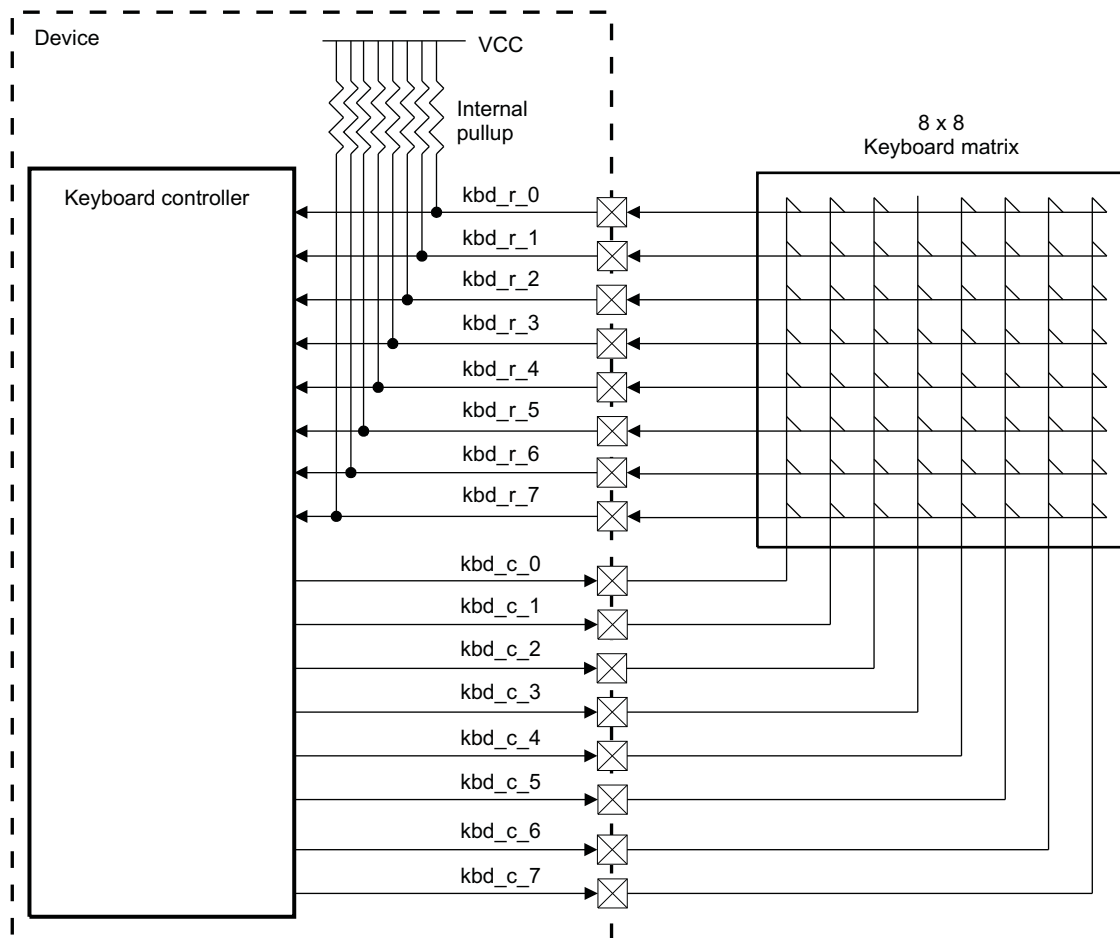 Device
VCC
Internal
pullup
8 x 8
Keyboard matrix
Keyboard controller
kbd_r_0
kbd_r_1
kbd_r_2
kbd_r_3
kbd_r_4
kbd_r_5
kbd_r_6
kbd_r_7
kbd_c_0
kbd_c_1
kbd_c_2
kbd_c_3
kbd_c_4
kbd_c_5
kbd_c_6
kbd_c_7